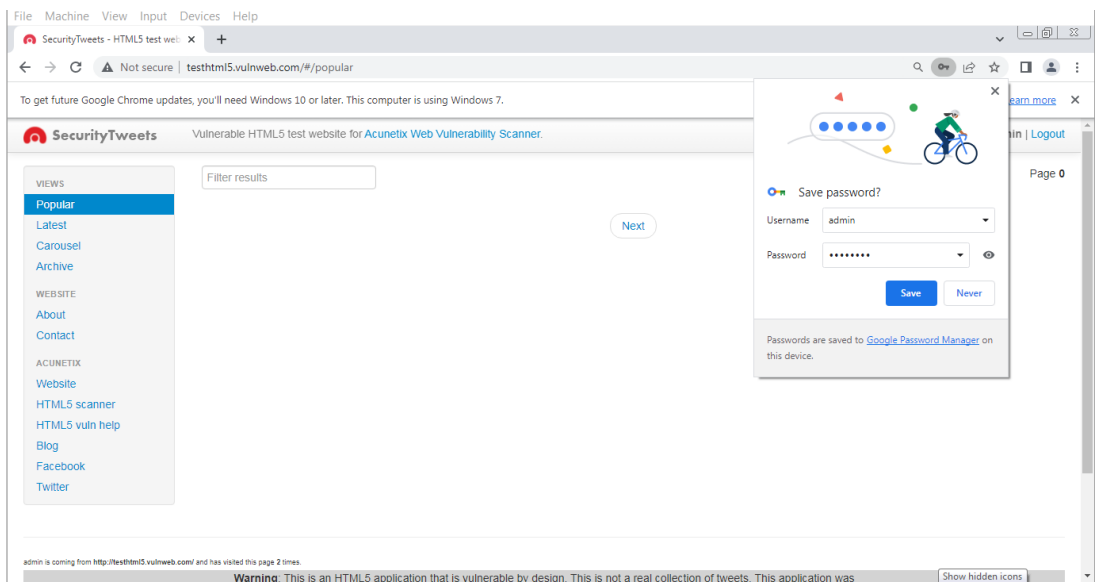 File Machine View Input Devices Help
SecurityTweets - HTML5 test web
Not secure | testhtml5.vulnweb.com/#/popular
To get future Google Chrome updates, you'll need Windows 10 or later. This computer is using Windows 7.
earn more
SecurityTweets
Vulnerable HTML5 test website for Acunetix Web Vulnerability Scanner.
in | Logout
VIEWS
Popular
Latest
Carousel
Archive
WEBSITE
About
Contact
ACUNETIX
Website
HTML5 scanner
HTML5 vuln help
Blog
Facebook
Twitter
Filter results
Page 0
Next
Save password?
Username admin
Password ••••••••
Save Never
Passwords are saved to Google Password Manager on
this device.
admin is coming from http://testhtml5.vulnweb.com/ and has visited this page 2 times.
Warning: This is an HTML5 application that is vulnerable by design. This is not a real collection of tweets. This application was
Show hidden icons